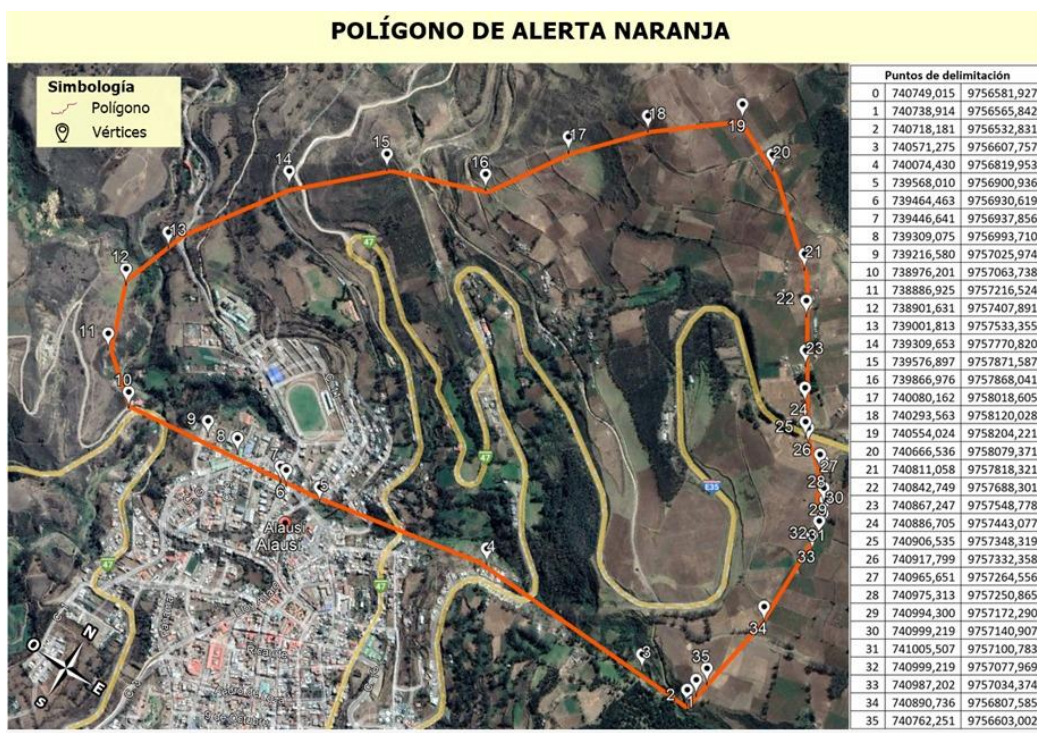 POLÍGONO DE ALERTA NARANJA
Simbología
Polígono
Vértices
Puntos de delimitación
0 740749,015 9756581,927
1 740738,914 9756565,842
2 740718,181 9756532,831
3 740571,275 9756607,757
4 740074,430 9756819,953
5 739568,010 9756900,936
6 739464,463 9756930,619
7 739446,641 9756937,856
8 739309,075 9756993,710
9 739216,580 9757025,974
10 738976,201 9757063,738
11 738886,925 9757216,524
12 738901,631 9757407,891
13 739001,813 9757533,355
14 739309,653 9757770,820
15 739576,897 9757871,587
16 739866,976 9757868,041
17 740080,162 9758018,605
18 740293,563 9758120,028
19 740554,024 9758204,221
20 740666,536 9758079,371
21 740811,058 9757818,321
22 740842,749 9757688,301
23 740867,247 9757548,778
24 740886,705 9757443,077
25 740906,535 9757348,319
26 740917,799 9757332,358
27 740965,651 9757264,556
28 740975,313 9757250,865
29 740994,300 9757172,290
30 740999,219 9757140,907
31 741005,507 9757100,783
32 740999,219 9757077,969
33 740987,202 9757034,374
34 740890,736 9756807,585
35 740762,251 9756603,002
18
19
17
15
20
16
14
13
47
21
12
22
11
23
10
24
9
25
8
26
47
7
27
6
5
28
E35
30
29
Alausí
Alausí
32
31
4
33
47
47
34
3
35
2
1
O
N
S
E
9 de Octubre